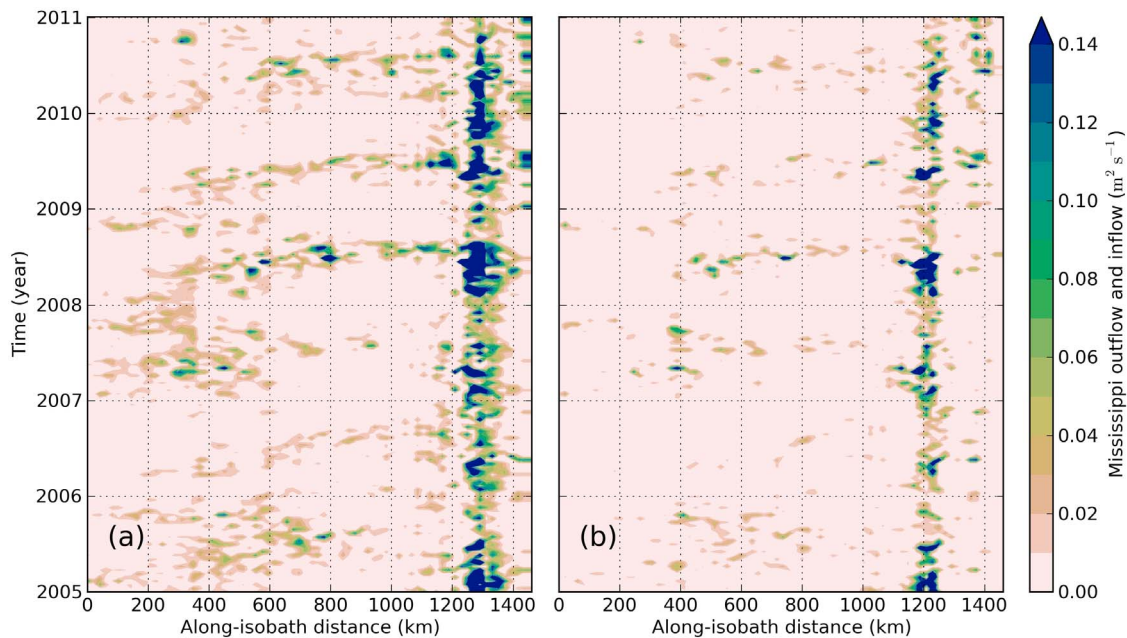 2011
2010
2009
2008
2007
2006
2005
Time (year)
(a)
0 200 400 600 800 1000 1200 1400
Along-isobath distance (km)
(b)
0 200 400 600 800 1000 1200 1400
Along-isobath distance (km)
0.14
0.12
0.10
0.08
0.06
0.04
0.02
0.00
Mississippi outflow and inflow (m² s⁻¹)